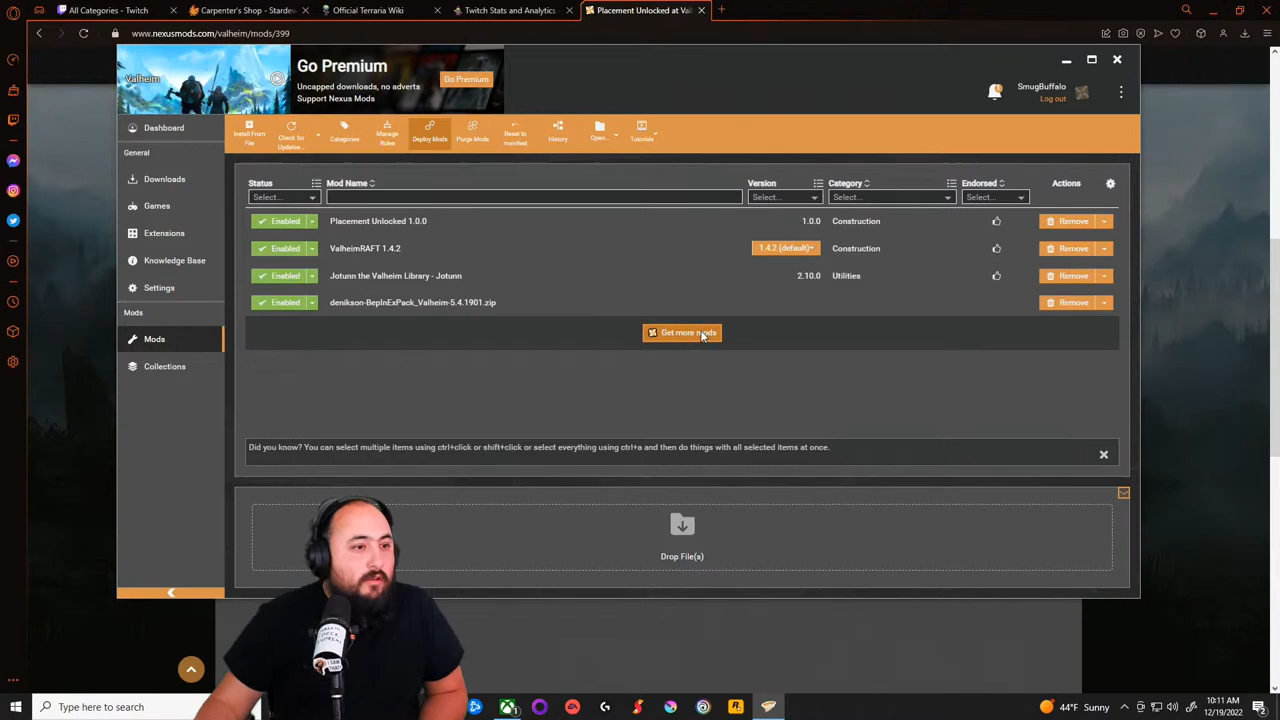 All Categories - Twitch
Carpenter's Shop - Stardew
Official Terraria Wiki
Twitch Stats and Analytics
Placement Unlocked at Val
www.nexusmods.com/valheim/mods/399
Valheim
Go Premium
Uncapped downloads, no adverts
Support Nexus Mods
Go Premium
SmugBuffalo
Log out
Dashboard
General
Downloads
Games
Extensions
Knowledge Base
Settings
Mods
Mods
Collections
Install From File
Check for Updates...
Categories
Manage Rules
Deploy Mods
Purge Mods
Reset to manifest
History
Open...
Tutorials
Status
Mod Name
Version
Category
Endorsed
Actions
Select...
Select...
Select...
Select...
Enabled
Placement Unlocked 1.0.0
1.0.0
Construction
Remove
Enabled
ValheimRAFT 1.4.2
1.4.2 (default)
Construction
Remove
Enabled
Jotunn the Valheim Library - Jotunn
2.10.0
Utilities
Remove
Enabled
denikson-BepInExPack_Valheim-5.4.1901.zip
Remove
Get more mods
Did you know? You can select multiple items using ctrl+click or shift+click or select everything using ctrl+a and then do things with all selected items at once.
Drop File(s)
I SAW THAT!
Type here to search
44°F Sunny
10:11 AM
12/19/2022